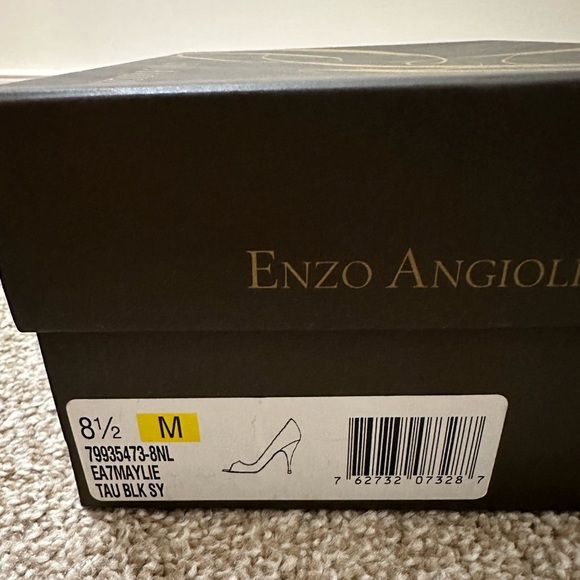 ENZO ANGIOLI
8½ M
79935473-8NL
EA7MAYLIE
TAU BLK SY
7 62732 07328 7